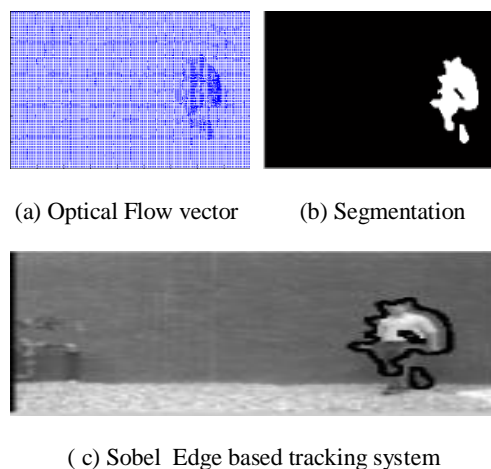 (a) Optical Flow vector (b) Segmentation
( c) Sobel Edge based tracking system